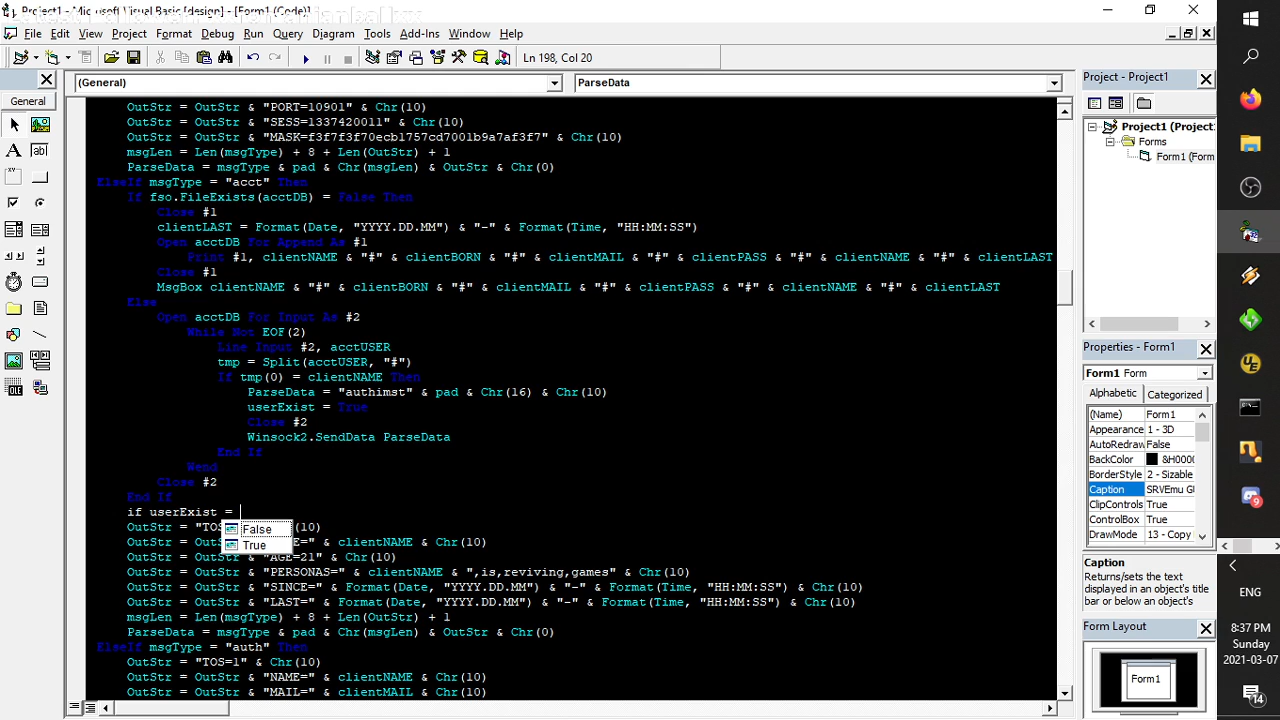 Project1 - Microsoft Visual Basic [design] - [Form1 (Code)]
File Edit View Project Format Debug Run Query Diagram Tools Add-Ins Window Help
Ln 198, Col 20
General
(General) ParseData
OutStr = OutStr & "PORT=10901" & Chr(10)
OutStr = OutStr & "SESS=1337420011" & Chr(10)
OutStr = OutStr & "MASK=f3f7f3f70ecb1757cd7001b9a7af3f7" & Chr(10)
msgLen = Len(msgType) + 8 + Len(OutStr) + 1
ParseData = msgType & pad & Chr(msgLen) & OutStr & Chr(0)
ElseIf msgType = "acct" Then
If fso.FileExists(acctDB) = False Then
Close #1
clientLAST = Format(Date, "YYYY.DD.MM") & "-" & Format(Time, "HH:MM:SS")
Open acctDB For Append As #1
Print #1, clientNAME & "#" & clientBORN & "#" & clientMAIL & "#" & clientPASS & "#" & clientNAME & "#" & clientLAST
Close #1
MsgBox clientNAME & "#" & clientBORN & "#" & clientMAIL & "#" & clientPASS & "#" & clientNAME & "#" & clientLAST
Else
Open acctDB For Input As #2
While Not EOF(2)
Line Input #2, acctUSER
tmp = Split(acctUSER, "#")
If tmp(0) = clientNAME Then
ParseData = "authimst" & pad & Chr(16) & Chr(10)
userExist = True
Close #2
Winsock2.SendData ParseData
End If
Wend
Close #2
End If
if userExist =
False
True
OutStr = "TOS (10)
OutStr = OutS E=" & clientNAME & Chr(10)
OutStr = OutStr & "AGE=21" & Chr(10)
OutStr = OutStr & "PERSONAS=" & clientNAME & ",is,reviving,games" & Chr(10)
OutStr = OutStr & "SINCE=" & Format(Date, "YYYY.DD.MM") & "-" & Format(Time, "HH:MM:SS") & Chr(10)
OutStr = OutStr & "LAST=" & Format(Date, "YYYY.DD.MM") & "-" & Format(Time, "HH:MM:SS") & Chr(10)
msgLen = Len(msgType) + 8 + Len(OutStr) + 1
ParseData = msgType & pad & Chr(msgLen) & OutStr & Chr(0)
ElseIf msgType = "auth" Then
OutStr = "TOS=1" & Chr(10)
OutStr = OutStr & "NAME=" & clientNAME & Chr(10)
OutStr = OutStr & "MAIL=" & clientMAIL & Chr(10)
Project - Project1
Project1 (Project
Forms
Form1 (Form
Properties - Form1
Form1 Form
Alphabetic Categorized
(Name) Form1
Appearance 1 - 3D
AutoRedraw False
BackColor &H0000
BorderStyle 2 - Sizable
Caption SRVEmu G
ClipControls True
ControlBox True
DrawMode 13 - Copy
Caption
Returns/sets the text
displayed in an object's title
bar or below an object's
Form Layout
Form1
ENG
8:37 PM
Sunday
2021-03-07
14